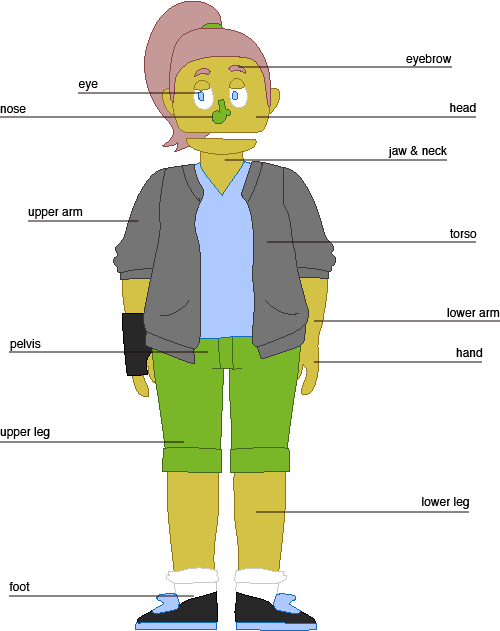 eyebrow
eye
nose
head
jaw & neck
upper arm
torso
lower arm
pelvis
hand
upper leg
lower leg
foot